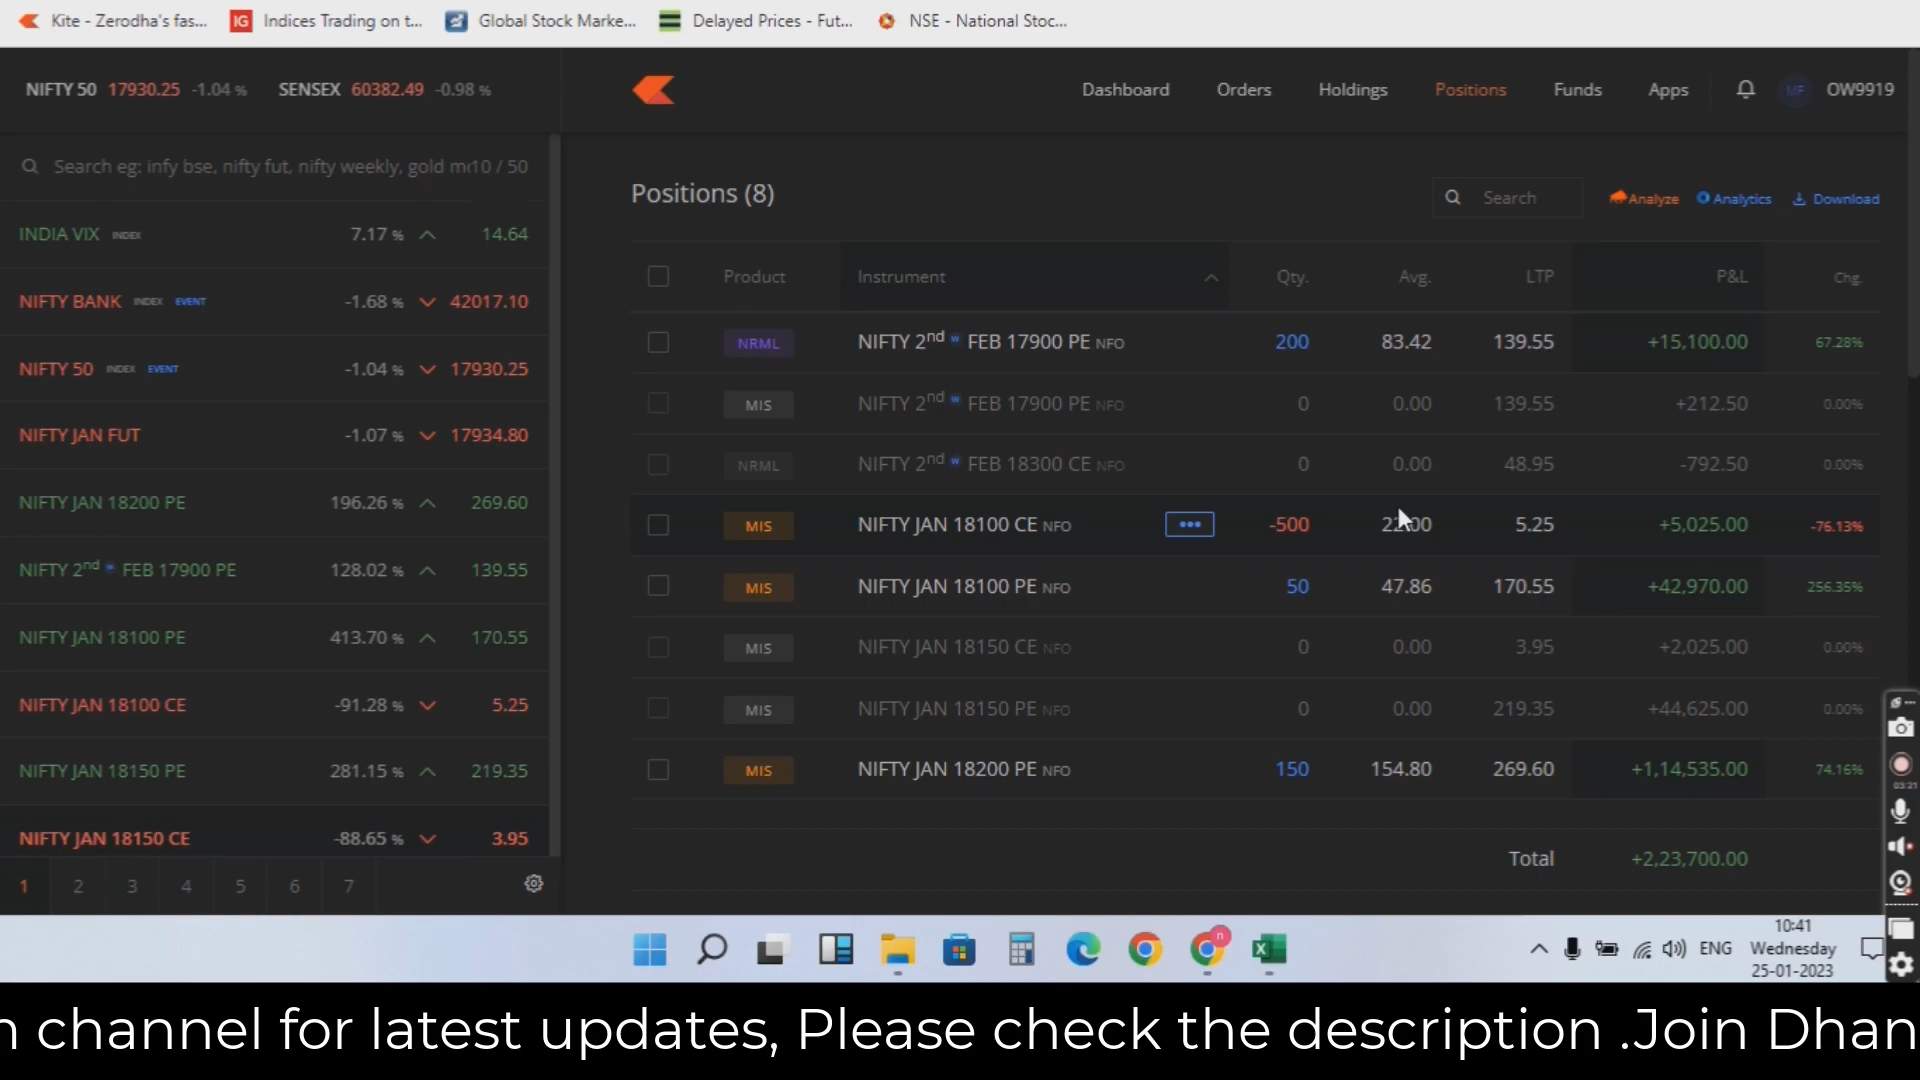 Kite - Zerodha's fas... IG Indices Trading on t... Global Stock Marke... Delayed Prices - Fut... NSE - National Stoc...
NIFTY 50 17930.25 -1.04 % SENSEX 60382.49 -0.98 %
Dashboard Orders Holdings Positions Funds Apps MF OW9919
Search eg: infy bse, nifty fut, nifty weekly, gold mc 10 / 50
INDIA VIX INDEX 7.17 % 14.64
NIFTY BANK INDEX EVENT -1.68 % 42017.10
NIFTY 50 INDEX EVENT -1.04 % 17930.25
NIFTY JAN FUT -1.07 % 17934.80
NIFTY JAN 18200 PE 196.26 % 269.60
NIFTY 2nd w FEB 17900 PE 128.02 % 139.55
NIFTY JAN 18100 PE 413.70 % 170.55
NIFTY JAN 18100 CE -91.28 % 5.25
NIFTY JAN 18150 PE 281.15 % 219.35
NIFTY JAN 18150 CE -88.65 % 3.95
1 2 3 4 5 6 7
Positions (8) Search Analyze Analytics Download
Product Instrument Qty. Avg. LTP P&L Chg.
NRML NIFTY 2nd w FEB 17900 PE NFO 200 83.42 139.55 +15,100.00 67.28%
MIS NIFTY 2nd w FEB 17900 PE NFO 0 0.00 139.55 +212.50 0.00%
NRML NIFTY 2nd w FEB 18300 CE NFO 0 0.00 48.95 -792.50 0.00%
MIS NIFTY JAN 18100 CE NFO -500 22.00 5.25 +5,025.00 -76.13%
MIS NIFTY JAN 18100 PE NFO 50 47.86 170.55 +42,970.00 256.35%
MIS NIFTY JAN 18150 CE NFO 0 0.00 3.95 +2,025.00 0.00%
MIS NIFTY JAN 18150 PE NFO 0 0.00 219.35 +44,625.00 0.00%
MIS NIFTY JAN 18200 PE NFO 150 154.80 269.60 +1,14,535.00 74.16%
Total +2,23,700.00
03:21
n
ENG
10:41
Wednesday
25-01-2023
channel for latest updates, Please check the description .Join Dhan